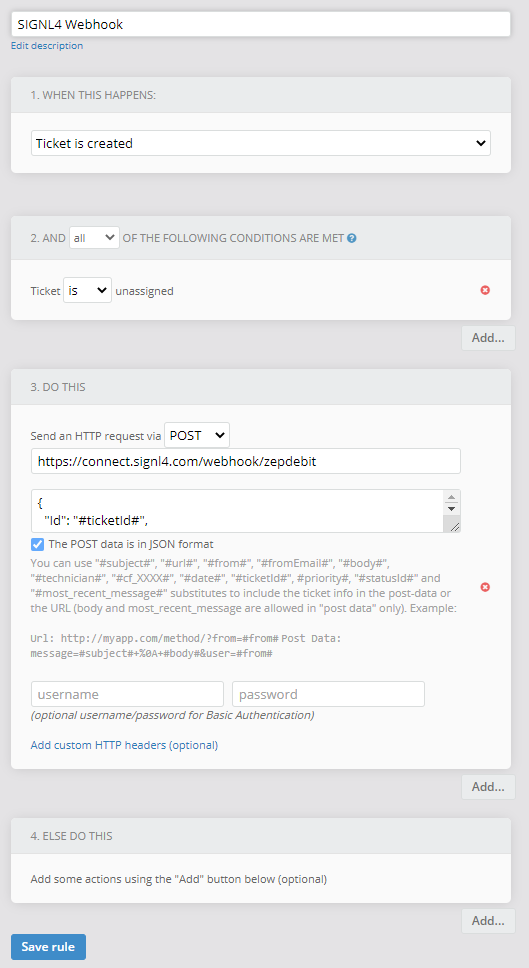 SIGNL4 Webhook
Edit description
1. WHEN THIS HAPPENS:
Ticket is created
2. AND all OF THE FOLLOWING CONDITIONS ARE MET ?
Ticket is unassigned
Add...
3. DO THIS
Send an HTTP request via POST
https://connect.signl4.com/webhook/zepdebit
{
"Id": "#ticketId#",
The POST data is in JSON format
You can use "#subject#", "#url#", "#from#", "#fromEmail#", "#body#",
"#technician#", "#cf_XXXX#", "#date#", "#ticketId#", #priority#, "#statusId#" and
"#most_recent_message#" substitutes to include the ticket info in the post-data or
the URL (body and most_recent_message are allowed in "post data" only). Example:
Url: http://myapp.com/method/?from=#from# Post Data:
message=#subject#+%0A+#body#&user=#from#
username password
(optional username/password for Basic Authentication)
Add custom HTTP headers (optional)
Add...
4. ELSE DO THIS
Add some actions using the "Add" button below (optional)
Add...
Save rule